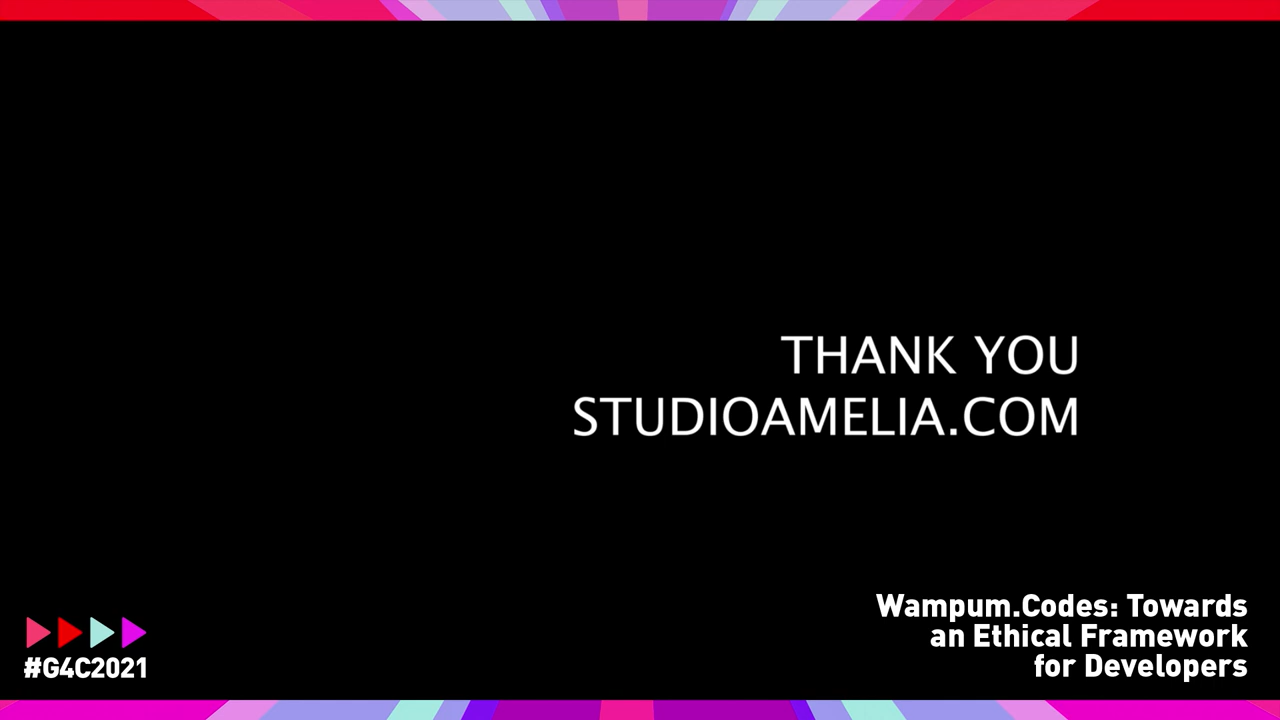 THANK YOU
STUDIOAMELIA.COM
#G4C2021
Wampum.Codes: Towards
an Ethical Framework
for Developers